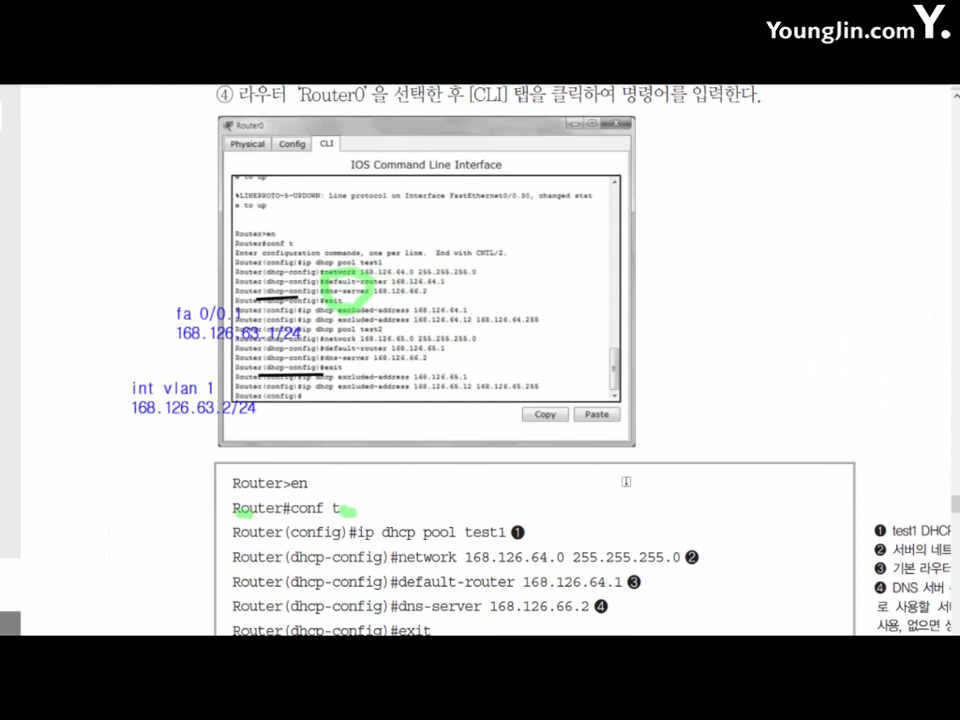 YoungJin.com Y.
④ 라우터 'Router0'을 선택한 후 [CLI] 탭을 클릭하여 명령어를 입력한다.
Router0
Physical Config CLI
IOS Command Line Interface
e to up
%LINEPROTO-5-UPDOWN: Line protocol on Interface FastEthernet0/0.30, changed stat
e to up
Router>en
Router#conf t
Enter configuration commands, one per line. End with CNTL/Z.
Router(config)#ip dhcp pool test1
Router(dhcp-config)#network 168.126.64.0 255.255.255.0
Router(dhcp-config)#default-router 168.126.64.1
Router(dhcp-config)#dns-server 168.126.66.2
Router(dhcp-config)#exit
Router(config)#ip dhcp excluded-address 168.126.64.1
Router(config)#ip dhcp excluded-address 168.126.64.12 168.126.64.255
Router(config)#ip dhcp pool test2
Router(dhcp-config)#network 168.126.65.0 255.255.255.0
Router(dhcp-config)#default-router 168.126.65.1
Router(dhcp-config)#dns-server 168.126.66.2
Router(dhcp-config)#exit
Router(config)#ip dhcp excluded-address 168.126.65.1
Router(config)#ip dhcp excluded-address 168.126.65.12 168.126.65.255
Router(config)#
fa 0/0.1
168.126.63.1/24
int vlan 1
168.126.63.2/24
Copy Paste
Router>en
Router#conf t
Router(config)#ip dhcp pool test1 ❶
Router(dhcp-config)#network 168.126.64.0 255.255.255.0 ❷
Router(dhcp-config)#default-router 168.126.64.1 ❸
Router(dhcp-config)#dns-server 168.126.66.2 ❹
Router(dhcp-config)#exit
❶ test1 DHCP
❷ 서버의 네트
❸ 기본 라우터
❹ DNS 서버
로 사용할 서
사용, 없으면